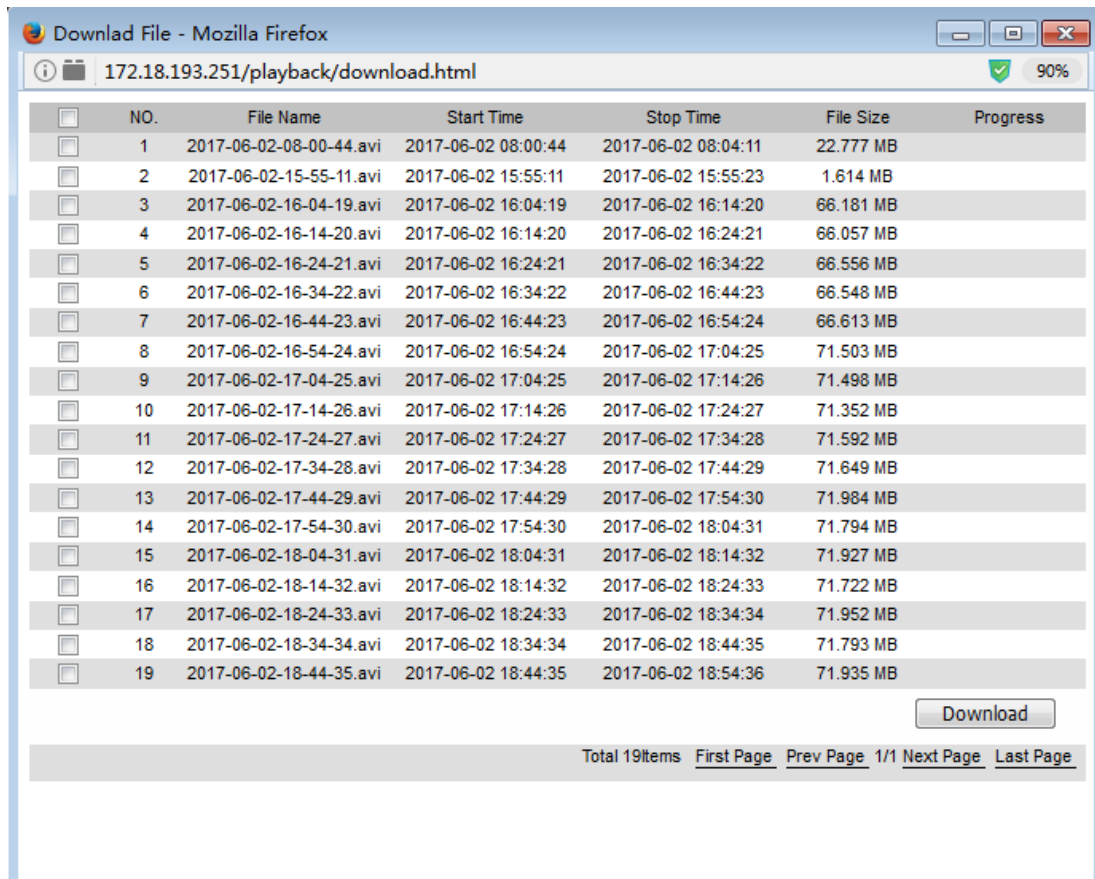 Downlad File - Mozilla Firefox
172.18.193.251/playback/download.html 90%
NO. File Name Start Time Stop Time File Size Progress
1 2017-06-02-08-00-44.avi 2017-06-02 08:00:44 2017-06-02 08:04:11 22.777 MB
2 2017-06-02-15-55-11.avi 2017-06-02 15:55:11 2017-06-02 15:55:23 1.614 MB
3 2017-06-02-16-04-19.avi 2017-06-02 16:04:19 2017-06-02 16:14:20 66.181 MB
4 2017-06-02-16-14-20.avi 2017-06-02 16:14:20 2017-06-02 16:24:21 66.057 MB
5 2017-06-02-16-24-21.avi 2017-06-02 16:24:21 2017-06-02 16:34:22 66.556 MB
6 2017-06-02-16-34-22.avi 2017-06-02 16:34:22 2017-06-02 16:44:23 66.548 MB
7 2017-06-02-16-44-23.avi 2017-06-02 16:44:23 2017-06-02 16:54:24 66.613 MB
8 2017-06-02-16-54-24.avi 2017-06-02 16:54:24 2017-06-02 17:04:25 71.503 MB
9 2017-06-02-17-04-25.avi 2017-06-02 17:04:25 2017-06-02 17:14:26 71.498 MB
10 2017-06-02-17-14-26.avi 2017-06-02 17:14:26 2017-06-02 17:24:27 71.352 MB
11 2017-06-02-17-24-27.avi 2017-06-02 17:24:27 2017-06-02 17:34:28 71.592 MB
12 2017-06-02-17-34-28.avi 2017-06-02 17:34:28 2017-06-02 17:44:29 71.649 MB
13 2017-06-02-17-44-29.avi 2017-06-02 17:44:29 2017-06-02 17:54:30 71.984 MB
14 2017-06-02-17-54-30.avi 2017-06-02 17:54:30 2017-06-02 18:04:31 71.794 MB
15 2017-06-02-18-04-31.avi 2017-06-02 18:04:31 2017-06-02 18:14:32 71.927 MB
16 2017-06-02-18-14-32.avi 2017-06-02 18:14:32 2017-06-02 18:24:33 71.722 MB
17 2017-06-02-18-24-33.avi 2017-06-02 18:24:33 2017-06-02 18:34:34 71.952 MB
18 2017-06-02-18-34-34.avi 2017-06-02 18:34:34 2017-06-02 18:44:35 71.793 MB
19 2017-06-02-18-44-35.avi 2017-06-02 18:44:35 2017-06-02 18:54:36 71.935 MB
Download
Total 19Items First Page Prev Page 1/1 Next Page Last Page